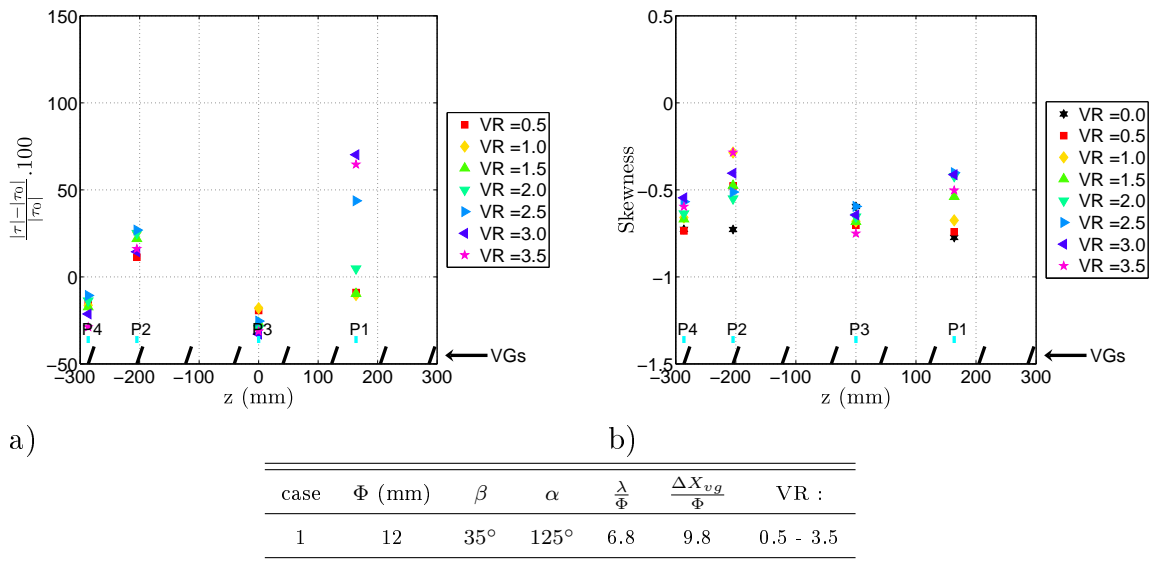 150
100
50
0
−50
|τ|−|τ0| / |τ0| .100
P4 P2 P3 P1
−300 −200 −100 0 100 200 300
z (mm)
VGs
VR =0.5
VR =1.0
VR =1.5
VR =2.0
VR =2.5
VR =3.0
VR =3.5
a)
0.5
0
−0.5
−1
−1.5
Skewness
P4 P2 P3 P1
−300 −200 −100 0 100 200 300
z (mm)
VGs
VR =0.0
VR =0.5
VR =1.0
VR =1.5
VR =2.0
VR =2.5
VR =3.0
VR =3.5
b)
case Φ (mm) β α λ/Φ ΔXvg/Φ VR :
1 12 35° 125° 6.8 9.8 0.5 - 3.5